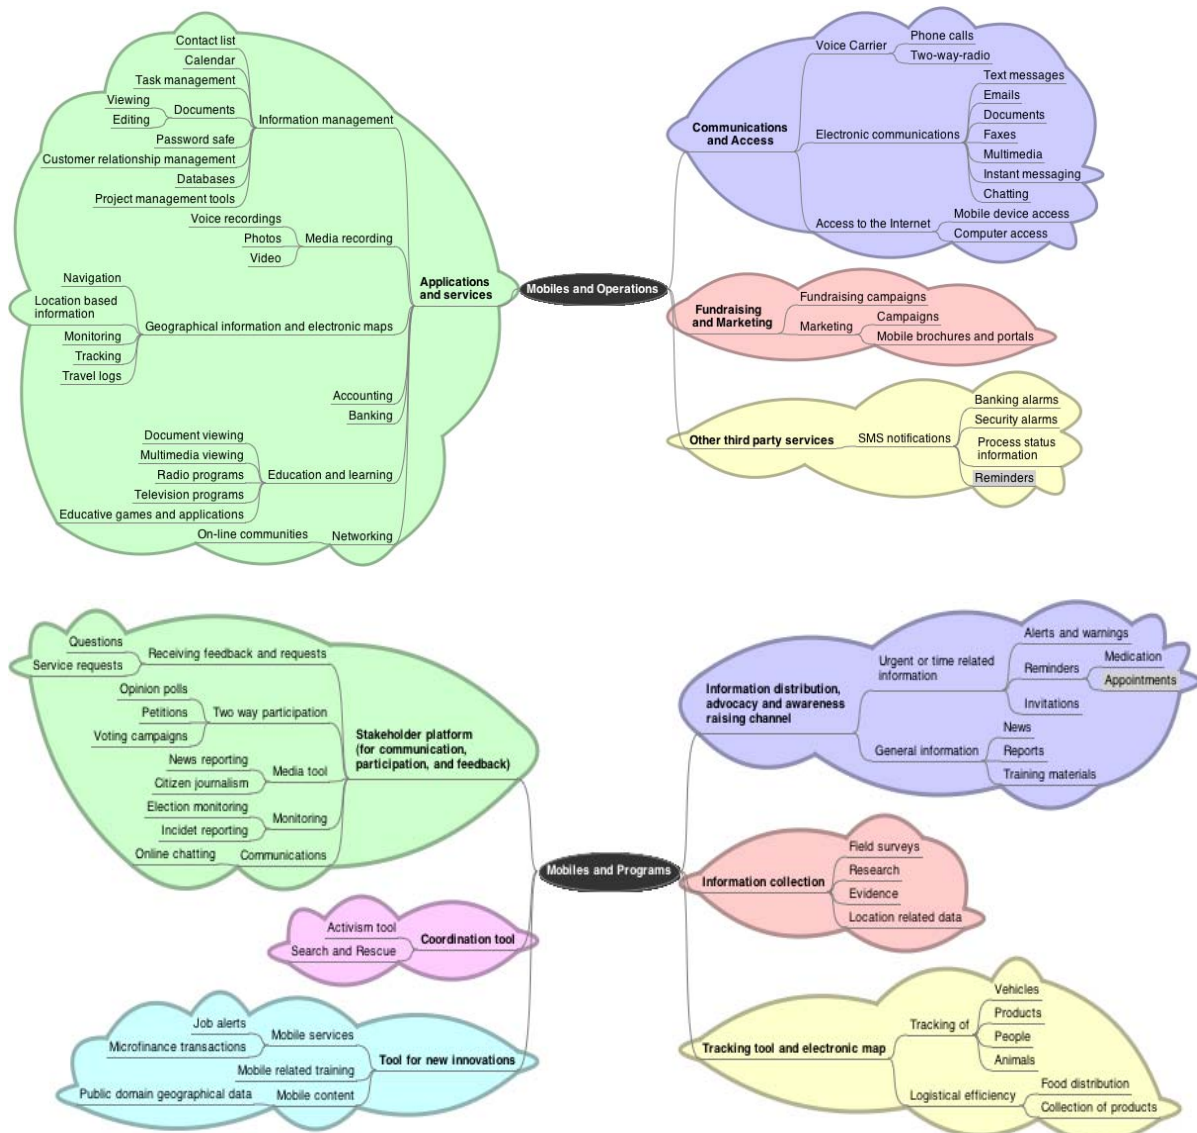 Mobiles and Operations
Applications
and services
Information management
Contact list
Calendar
Task management
Documents
Viewing
Editing
Password safe
Customer relationship management
Databases
Project management tools
Media recording
Voice recordings
Photos
Video
Geographical information and electronic maps
Navigation
Location based
information
Monitoring
Tracking
Travel logs
Accounting
Banking
Education and learning
Document viewing
Multimedia viewing
Radio programs
Television programs
Educative games and applications
Networking
On-line communities
Communications
and Access
Voice Carrier
Phone calls
Two-way-radio
Electronic communications
Text messages
Emails
Documents
Faxes
Multimedia
Instant messaging
Chatting
Access to the Internet
Mobile device access
Computer access
Fundraising
and Marketing
Fundraising campaigns
Marketing
Campaigns
Mobile brochures and portals
Other third party services
SMS notifications
Banking alarms
Security alarms
Process status
information
Reminders
Mobiles and Programs
Stakeholder platform
(for communication,
participation, and feedback)
Receiving feedback and requests
Questions
Service requests
Two way participation
Opinion polls
Petitions
Voting campaigns
Media tool
News reporting
Citizen journalism
Monitoring
Election monitoring
Incidet reporting
Communications
Online chatting
Coordination tool
Activism tool
Search and Rescue
Tool for new innovations
Mobile services
Job alerts
Microfinance transactions
Mobile related training
Mobile content
Public domain geographical data
Information distribution,
advocacy and awareness
raising channel
Urgent or time related
information
Alerts and warnings
Reminders
Medication
Appointments
Invitations
General information
News
Reports
Training materials
Information collection
Field surveys
Research
Evidence
Location related data
Tracking tool and electronic map
Tracking of
Vehicles
Products
People
Animals
Logistical efficiency
Food distribution
Collection of products